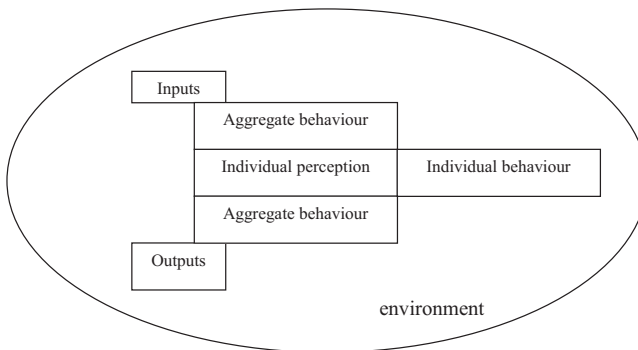 Inputs
Aggregate behaviour
Individual perception
Individual behaviour
Aggregate behaviour
Outputs
environment